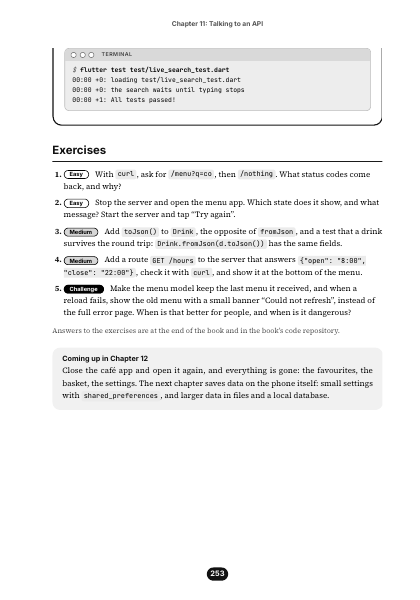 Chapter 11: Talking to an API
TERMINAL
$ flutter test test/live_search_test.dart
00:00 +0: loading test/live_search_test.dart
00:00 +0: the search waits until typing stops
00:00 +1: All tests passed!
Exercises
1. Easy With curl, ask for /menu?q=co, then /nothing. What status codes come
back, and why?
2. Easy Stop the server and open the menu app. Which state does it show, and what
message? Start the server and tap “Try again”.
3. Medium Add toJson() to Drink, the opposite of fromJson, and a test that a drink
survives the round trip: Drink.fromJson(d.toJson()) has the same fields.
4. Medium Add a route GET /hours to the server that answers {"open": "8:00",
"close": "22:00"}, check it with curl, and show it at the bottom of the menu.
5. Challenge Make the menu model keep the last menu it received, and when a
reload fails, show the old menu with a small banner “Could not refresh”, instead of
the full error page. When is that better for people, and when is it dangerous?
Answers to the exercises are at the end of the book and in the book's code repository.
Coming up in Chapter 12
Close the café app and open it again, and everything is gone: the favourites, the
basket, the settings. The next chapter saves data on the phone itself: small settings
with shared_preferences, and larger data in files and a local database.
253